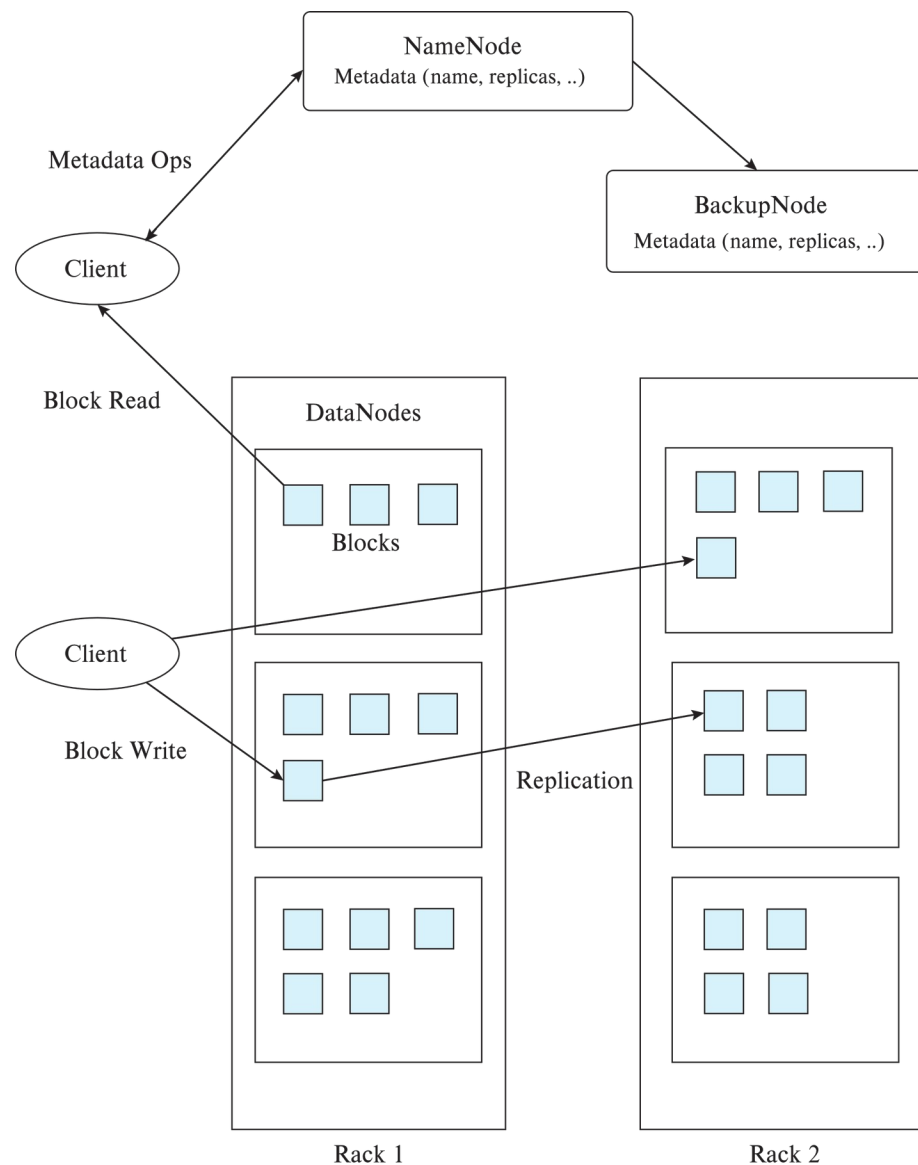 NameNode
Metadata (name, replicas, ..)
Metadata Ops
BackupNode
Metadata (name, replicas, ..)
Client
Block Read
DataNodes
Blocks
Client
Block Write
Replication
Rack 1
Rack 2